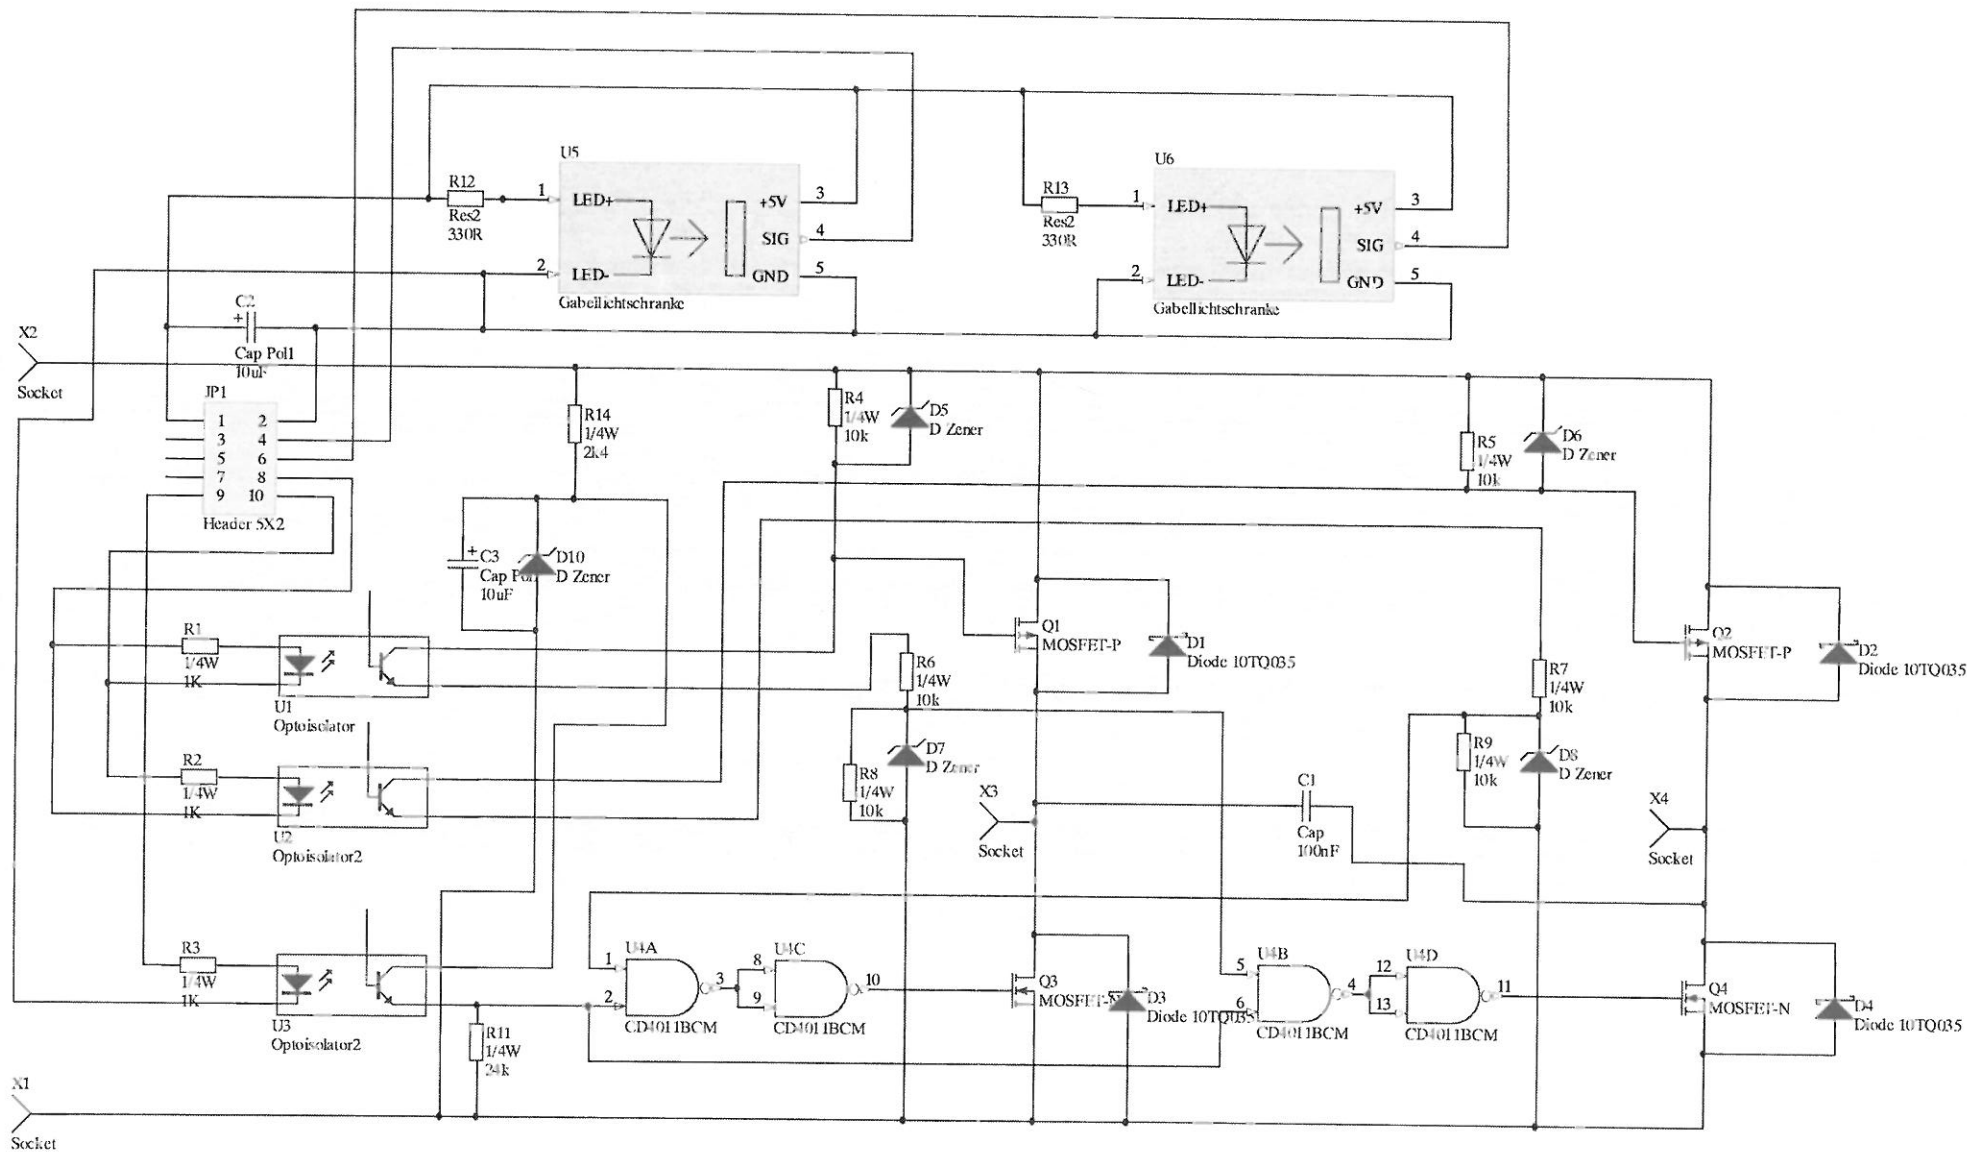 U5
U6
R12
Res2
330R
1
LED+
+5V
3
SIG
4
2
LED-
GND
5
Gabellichtschranke
R13
Res2
330R
1
LED+
+5V
3
SIG
4
2
LED-
GND
5
Gabellichtschranke
C2
+
Cap Pol1
10uF
X2
Socket
JP1
1 2
3 4
5 6
7 8
9 10
Header 5X2
R14
1/4W
2k4
R4
1/4W
10k
D5
D Zener
R5
1/4W
10k
D6
D Zener
+
C3
10uF
D10
D Zener
R1
1/4W
1K
U1
Optoisolator
R2
1/4W
1K
U2
Optoisolator2
R3
1/4W
1K
U3
Optoisolator2
R6
1/4W
10k
D7
D Zener
R8
1/4W
10k
Q1
MOSFET-P
D1
Diode 10TQ035
R7
1/4W
10k
R9
1/4W
10k
D8
D Zener
Q2
MOSFET-P
D2
Diode 10TQ035
X3
Socket
C1
Cap
100nF
X4
Socket
R11
1/4W
24k
U4A
1
2
3
CD4011BCM
U4C
8
9
10
CD4011BCM
Q3
MOSFET-N
D3
Diode 10TQ035
U4B
5
6
4
CD4011BCM
U4D
12
13
11
CD4011BCM
Q4
MOSFET-N
D4
Diode 10TQ035
X1
Socket